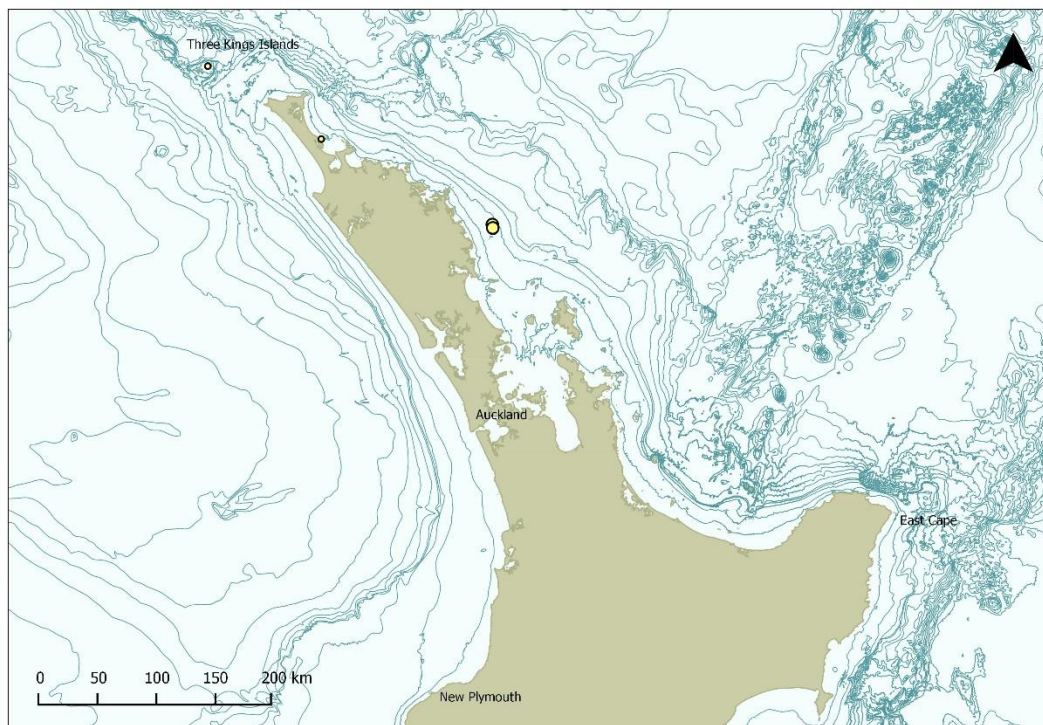 Three Kings Islands
Auckland
East Cape
0 50 100 150 200 km
New Plymouth